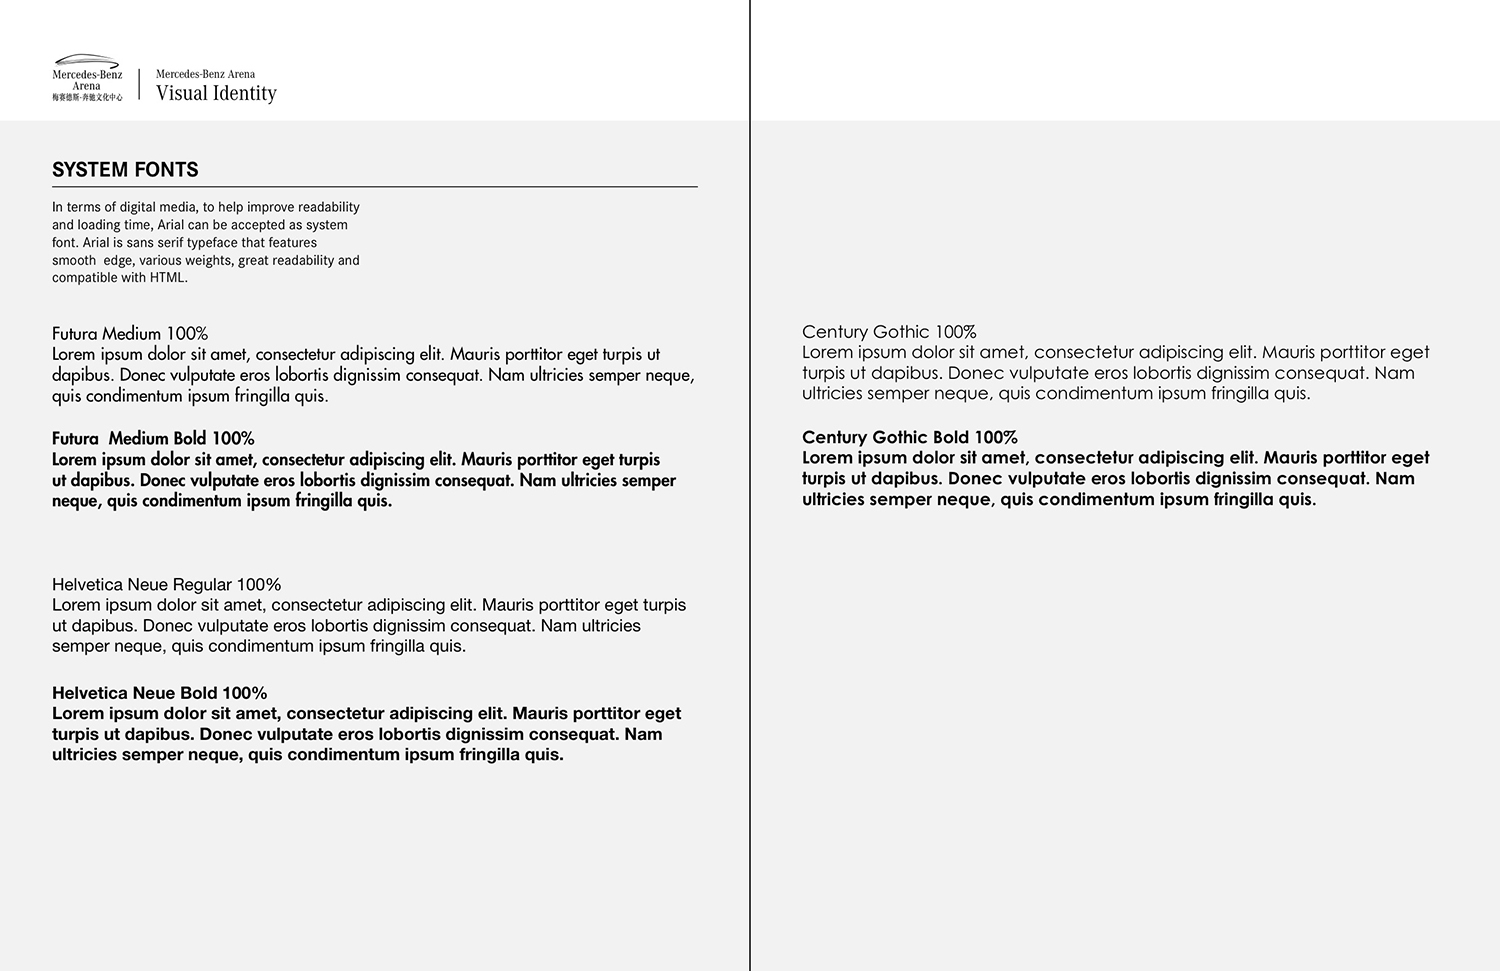 Mercedes-Benz
Arena
梅赛德斯-奔驰文化中心
Mercedes-Benz Arena
Visual Identity
SYSTEM FONTS
In terms of digital media, to help improve readability
and loading time, Arial can be accepted as system
font. Arial is sans serif typeface that features
smooth  edge, various weights, great readability and
compatible with HTML.
Futura Medium 100%
Lorem ipsum dolor sit amet, consectetur adipiscing elit. Mauris porttitor eget turpis ut
dapibus. Donec vulputate eros lobortis dignissim consequat. Nam ultricies semper neque,
quis condimentum ipsum fringilla quis.
Futura  Medium Bold 100%
Lorem ipsum dolor sit amet, consectetur adipiscing elit. Mauris porttitor eget turpis
ut dapibus. Donec vulputate eros lobortis dignissim consequat. Nam ultricies semper
neque, quis condimentum ipsum fringilla quis.
Helvetica Neue Regular 100%
Lorem ipsum dolor sit amet, consectetur adipiscing elit. Mauris porttitor eget turpis
ut dapibus. Donec vulputate eros lobortis dignissim consequat. Nam ultricies
semper neque, quis condimentum ipsum fringilla quis.
Helvetica Neue Bold 100%
Lorem ipsum dolor sit amet, consectetur adipiscing elit. Mauris porttitor eget
turpis ut dapibus. Donec vulputate eros lobortis dignissim consequat. Nam
ultricies semper neque, quis condimentum ipsum fringilla quis.
Century Gothic 100%
Lorem ipsum dolor sit amet, consectetur adipiscing elit. Mauris porttitor eget
turpis ut dapibus. Donec vulputate eros lobortis dignissim consequat. Nam
ultricies semper neque, quis condimentum ipsum fringilla quis.
Century Gothic Bold 100%
Lorem ipsum dolor sit amet, consectetur adipiscing elit. Mauris porttitor eget
turpis ut dapibus. Donec vulputate eros lobortis dignissim consequat. Nam
ultricies semper neque, quis condimentum ipsum fringilla quis.